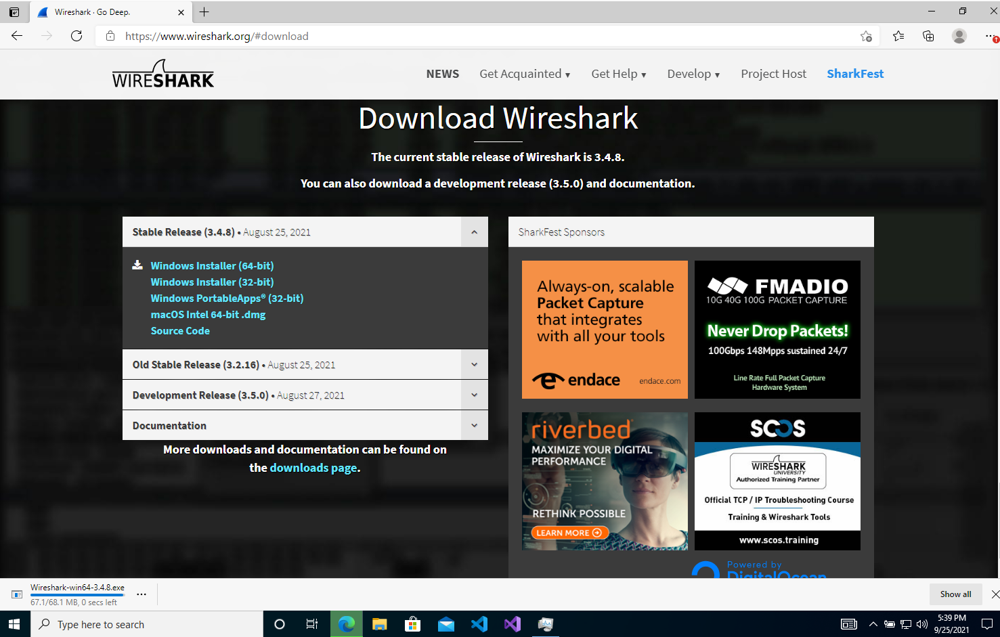 Wireshark · Go Deep.
https://www.wireshark.org/#download
WIRESHARK
NEWS
Get Acquainted ▾
Get Help ▾
Develop ▾
Project Host
SharkFest
Download Wireshark
The current stable release of Wireshark is 3.4.8.
You can also download a development release (3.5.0) and documentation.
Stable Release (3.4.8) • August 25, 2021
Windows Installer (64-bit)
Windows Installer (32-bit)
Windows PortableApps® (32-bit)
macOS Intel 64-bit .dmg
Source Code
Old Stable Release (3.2.16) • August 25, 2021
Development Release (3.5.0) • August 27, 2021
Documentation
More downloads and documentation can be found on
the downloads page.
SharkFest Sponsors
Always-on, scalable
Packet Capture
that integrates
with all your tools
endace
endace.com
FMADIO
10G 40G 100G PACKET CAPTURE
Never Drop Packets!
100Gbps 148Mpps sustained 24/7
Line Rate Full Packet Capture
Hardware System
riverbed
MAXIMIZE YOUR DIGITAL
PERFORMANCE
RETHINK POSSIBLE
LEARN MORE
SCOS
WIRESHARK
UNIVERSITY
Authorized Training Partner
Official TCP / IP Troubleshooting Course
Training & Wireshark Tools
www.scos.training
Powered by
DigitalOcean
Wireshark-win64-3.4.8.exe
67.1/68.1 MB, 0 secs left
Show all
Type here to search
5:39 PM
9/25/2021